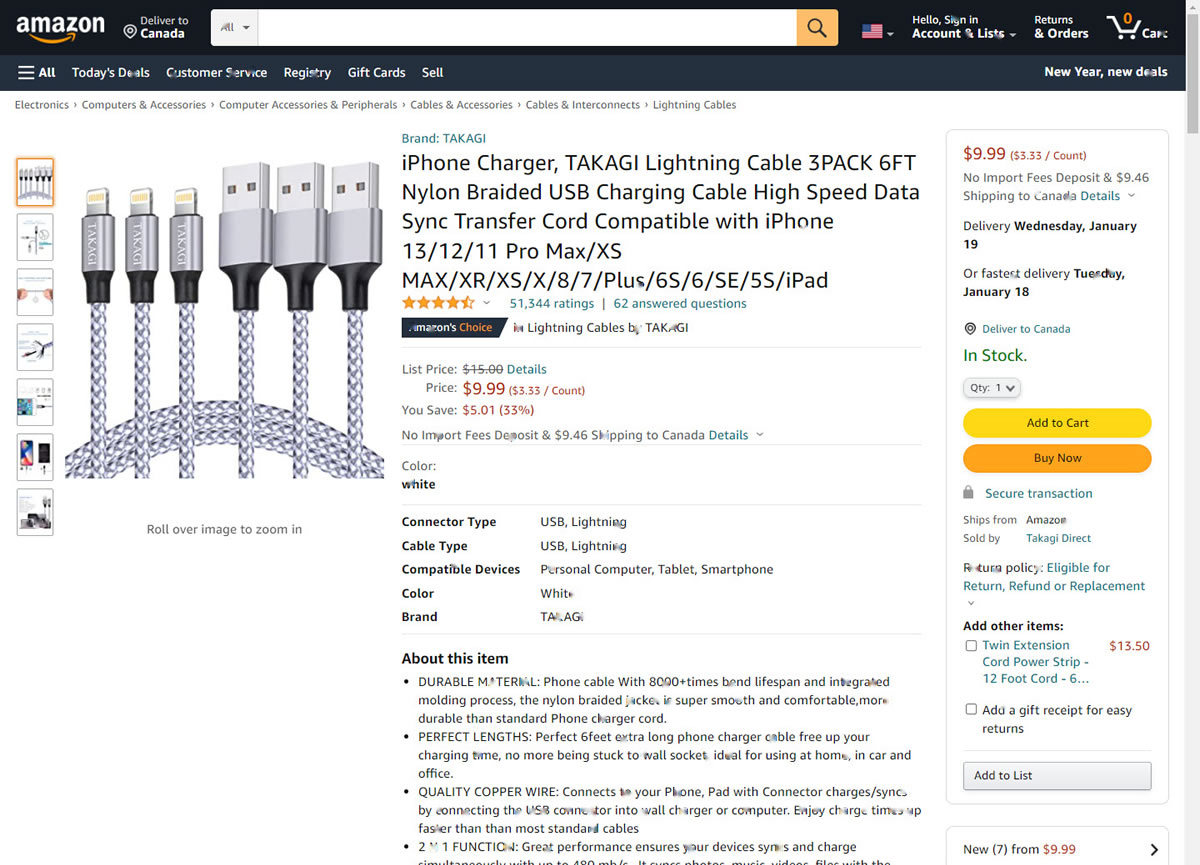 amazon
Deliver to
Canada
All
Hello, Sign in
Account & Lists
Returns
& Orders
0
Cart
All
Today's Deals
Customer Service
Registry
Gift Cards
Sell
New Year, new deals
Electronics › Computers & Accessories › Computer Accessories & Peripherals › Cables & Accessories › Cables & Interconnects › Lightning Cables
TAKAGI
TAKAGI
TAKAGI
Roll over image to zoom in
Brand: TAKAGI
iPhone Charger, TAKAGI Lightning Cable 3PACK 6FT
Nylon Braided USB Charging Cable High Speed Data
Sync Transfer Cord Compatible with iPhone
13/12/11 Pro Max/XS
MAX/XR/XS/X/8/7/Plus/6S/6/SE/5S/iPad
51,344 ratings | 62 answered questions
Amazon's Choice in Lightning Cables by TAKAGI
List Price: $15.00 Details
Price: $9.99 ($3.33 / Count)
You Save: $5.01 (33%)
No Import Fees Deposit & $9.46 Shipping to Canada Details
Color:
white
Connector Type USB, Lightning
Cable Type USB, Lightning
Compatible Devices Personal Computer, Tablet, Smartphone
Color White
Brand TAKAGI
About this item
• DURABLE MATERIAL: Phone cable With 8000+times bend lifespan and integrated
molding process, the nylon braided jacket is super smooth and comfortable,more
durable than standard Phone charger cord.
• PERFECT LENGTHS: Perfect 6feet extra long phone charger cable free up your
charging time, no more being stuck to wall socket, ideal for using at home, in car and
office.
• QUALITY COPPER WIRE: Connects to your Phone, Pad with Connector charges/syncs
by connecting the USB connector into wall charger or computer. Enjoy charge times up
faster than than most standard cables
• 2 IN 1 FUNCTION: Great performance ensures your devices syncs and charge
simultaneously with up to 480 mb/s. It syncs photos, music, videos, files with the
$9.99 ($3.33 / Count)
No Import Fees Deposit & $9.46
Shipping to Canada Details
Delivery Wednesday, January
19
Or fastest delivery Tuesday,
January 18
Deliver to Canada
In Stock.
Qty: 1
Add to Cart
Buy Now
Secure transaction
Ships from Amazon
Sold by Takagi Direct
Return policy: Eligible for
Return, Refund or Replacement
Add other items:
Twin Extension $13.50
Cord Power Strip -
12 Foot Cord - 6...
Add a gift receipt for easy
returns
Add to List
New (7) from $9.99